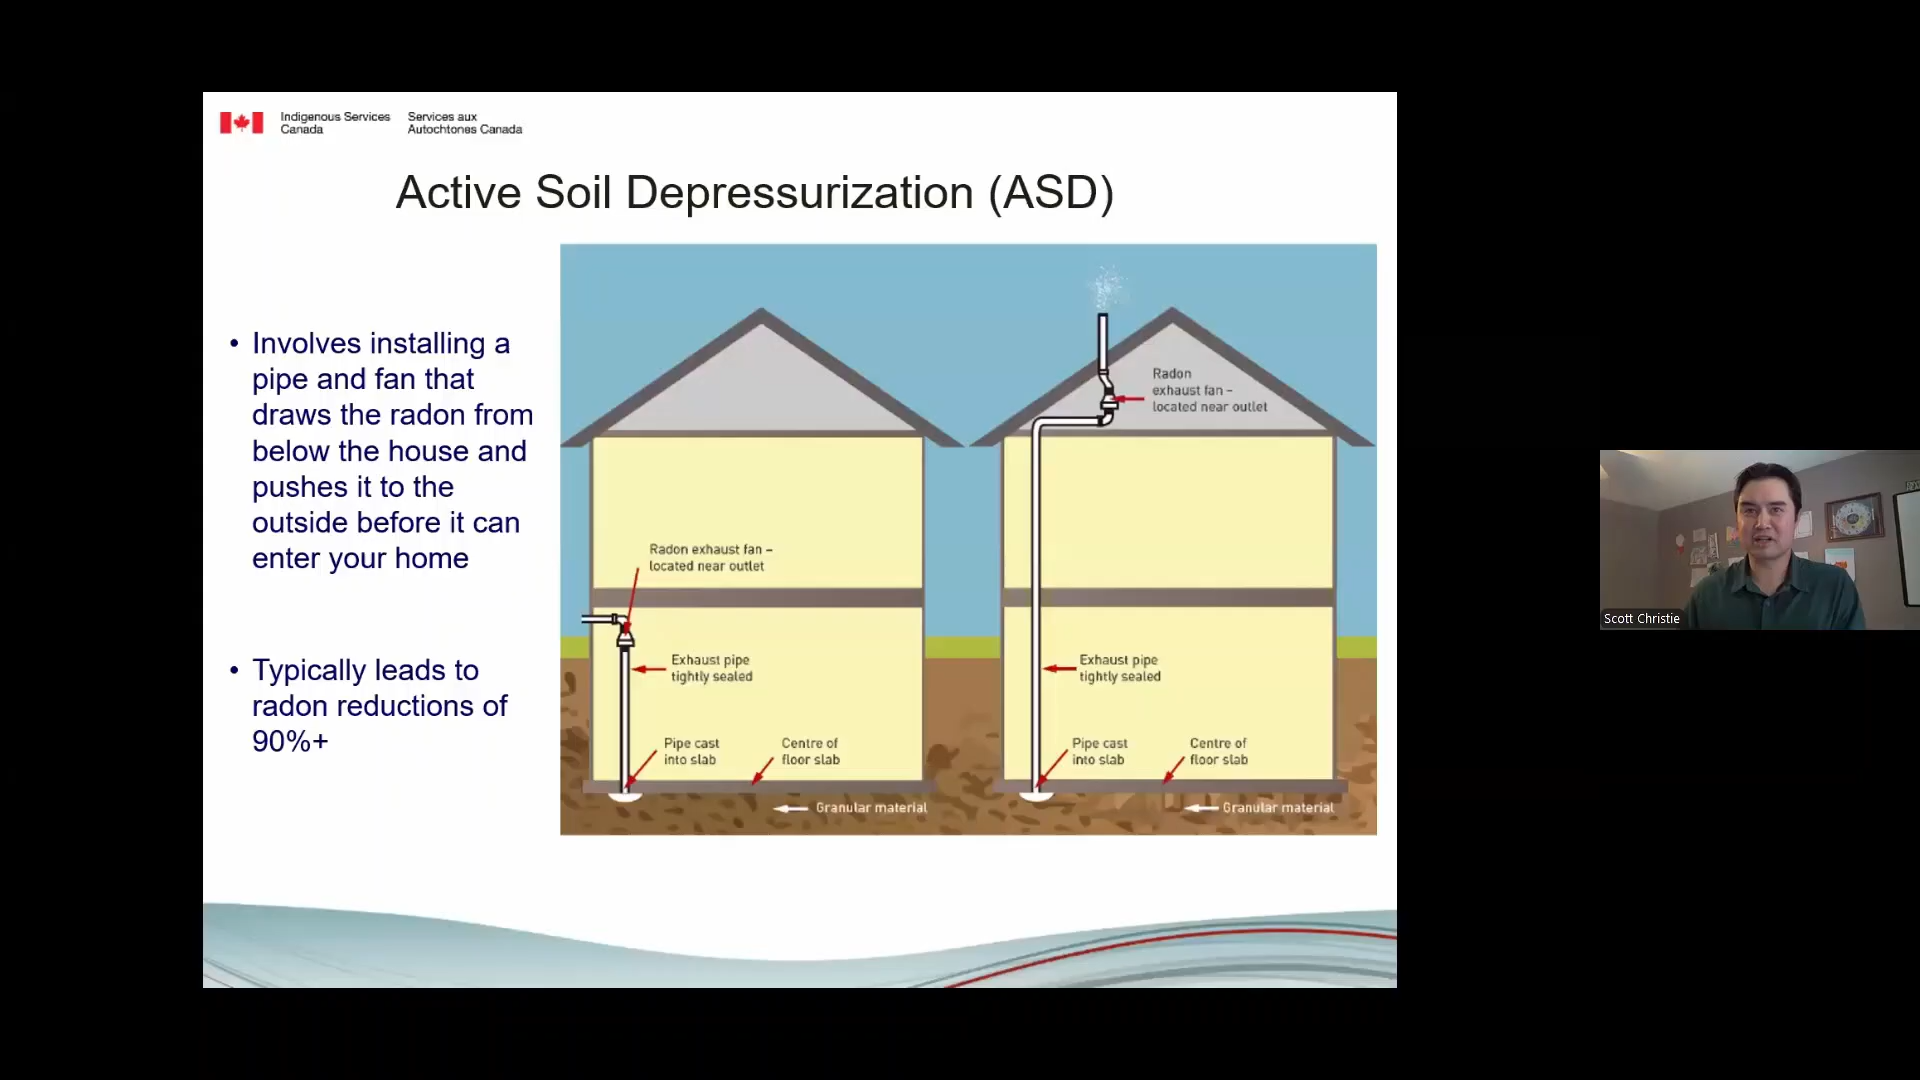 Indigenous Services
Canada
Services aux
Autochtones Canada
Active Soil Depressurization (ASD)
• Involves installing a
pipe and fan that
draws the radon from
below the house and
pushes it to the
outside before it can
enter your home
• Typically leads to
radon reductions of
90%+
Radon exhaust fan –
located near outlet
Exhaust pipe
tightly sealed
Pipe cast
into slab
Centre of
floor slab
Granular material
Radon
exhaust fan –
located near outlet
Exhaust pipe
tightly sealed
Pipe cast
into slab
Centre of
floor slab
Granular material
Scott Christie